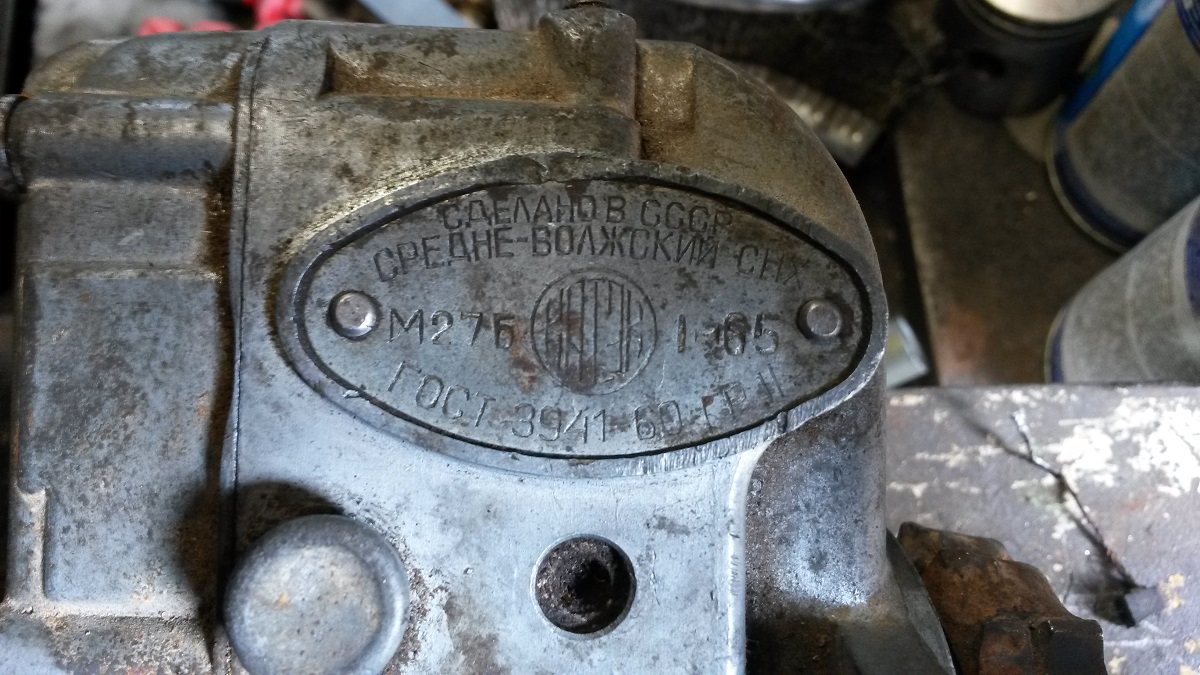 СДЕЛАНО В СССР
СРЕДНЕ-ВОЛЖСКИЙ СНХ
М27Б
1-65
ГОСТ 3941-60 ГР II